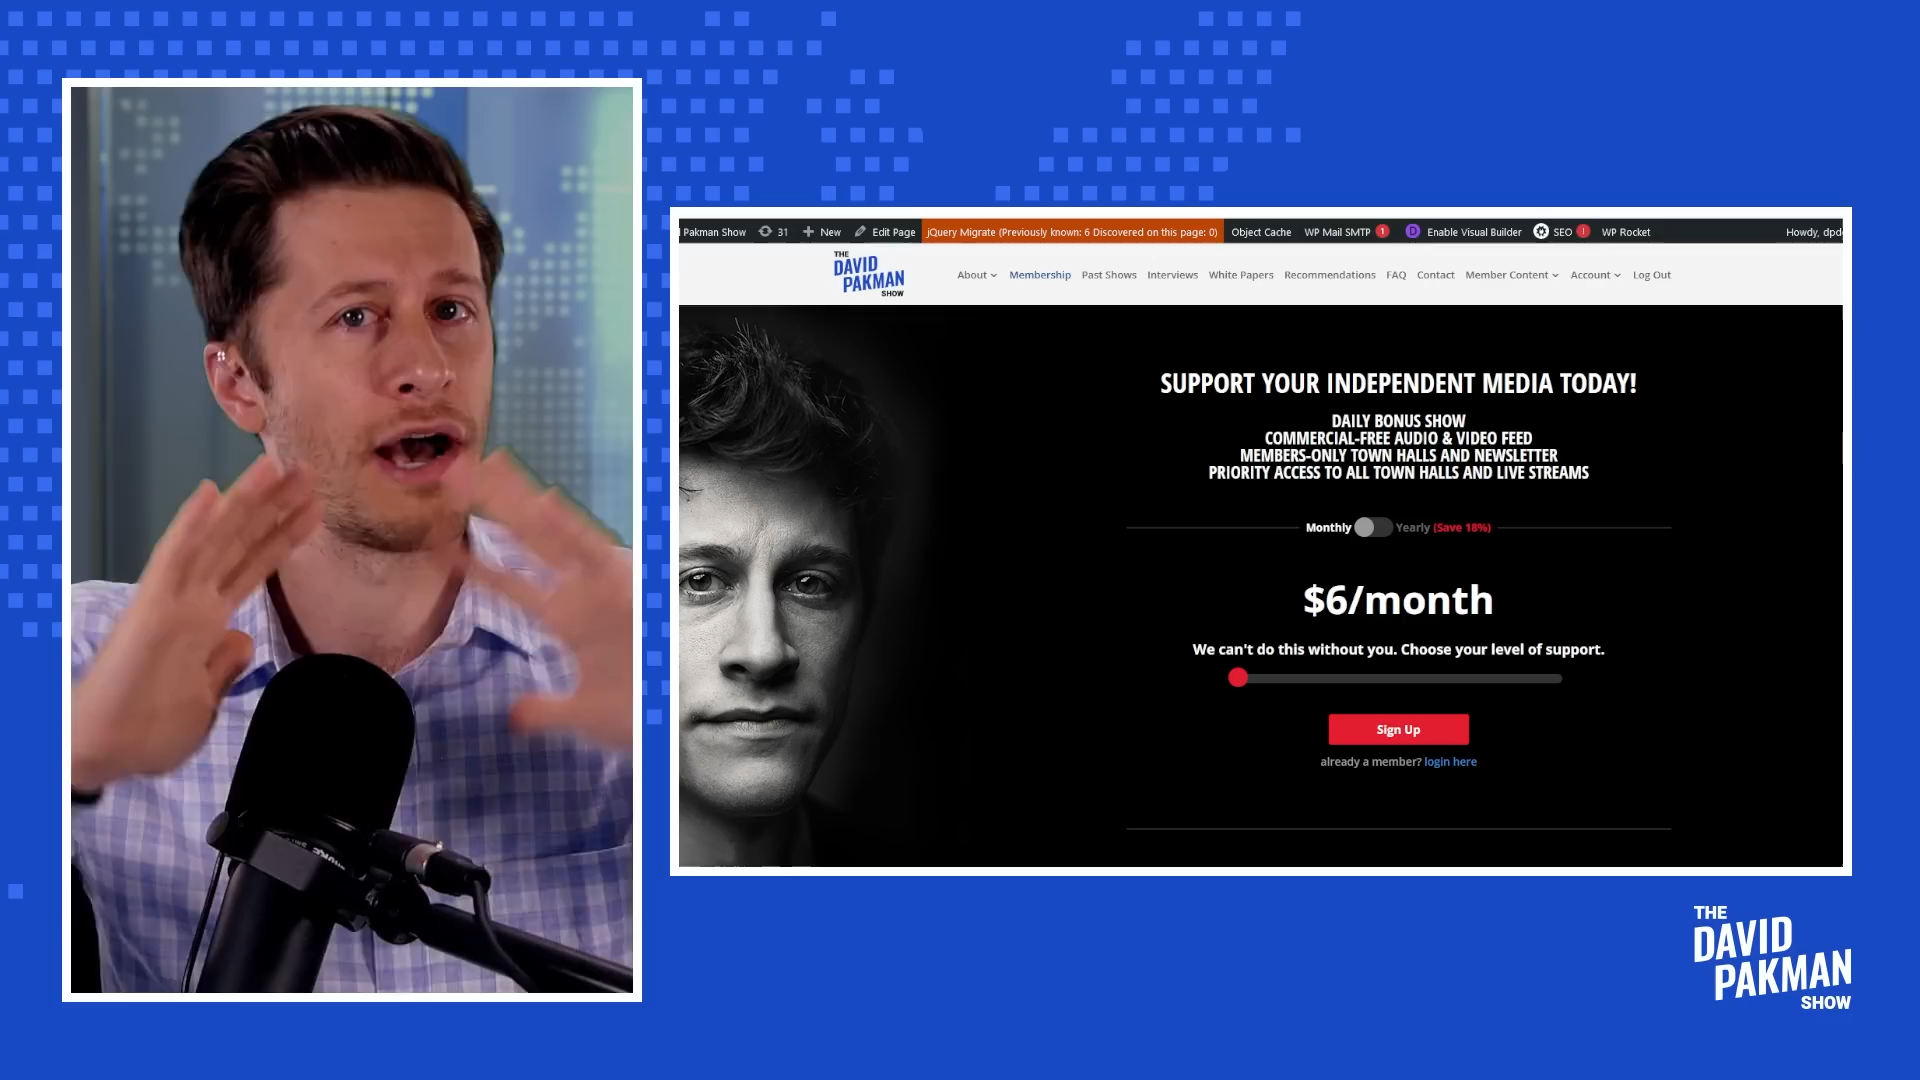 l Pakman Show 31 New Edit Page jQuery Migrate (Previously known: 6 Discovered on this page: 0) Object Cache WP Mail SMTP 1 D Enable Visual Builder SEO ! WP Rocket Howdy, dpd
THE
DAVID
PAKMAN
SHOW
About Membership Past Shows Interviews White Papers Recommendations FAQ Contact Member Content Account Log Out
SUPPORT YOUR INDEPENDENT MEDIA TODAY!
DAILY BONUS SHOW
COMMERCIAL-FREE AUDIO & VIDEO FEED
MEMBERS-ONLY TOWN HALLS AND NEWSLETTER
PRIORITY ACCESS TO ALL TOWN HALLS AND LIVE STREAMS
Monthly Yearly (Save 18%)
$6/month
We can't do this without you. Choose your level of support.
Sign Up
already a member? login here
THE
DAVID
PAKMAN
SHOW